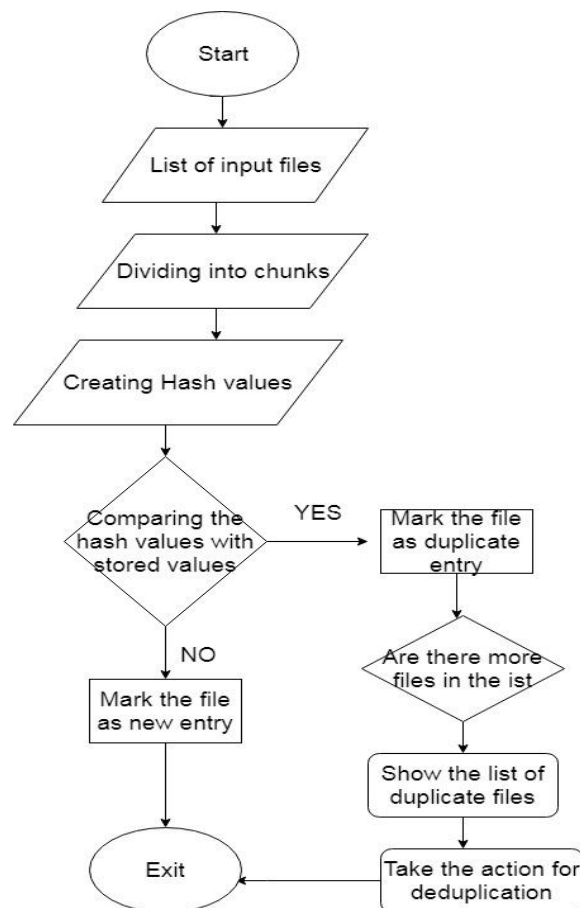 Start
List of input files
Dividing into chunks
Creating Hash values
Comparing the
hash values with
stored values
YES
Mark the file
as duplicate
entry
NO
Mark the file
as new entry
Are there more
files in the ist
Show the list of
duplicate files
Take the action for
deduplication
Exit